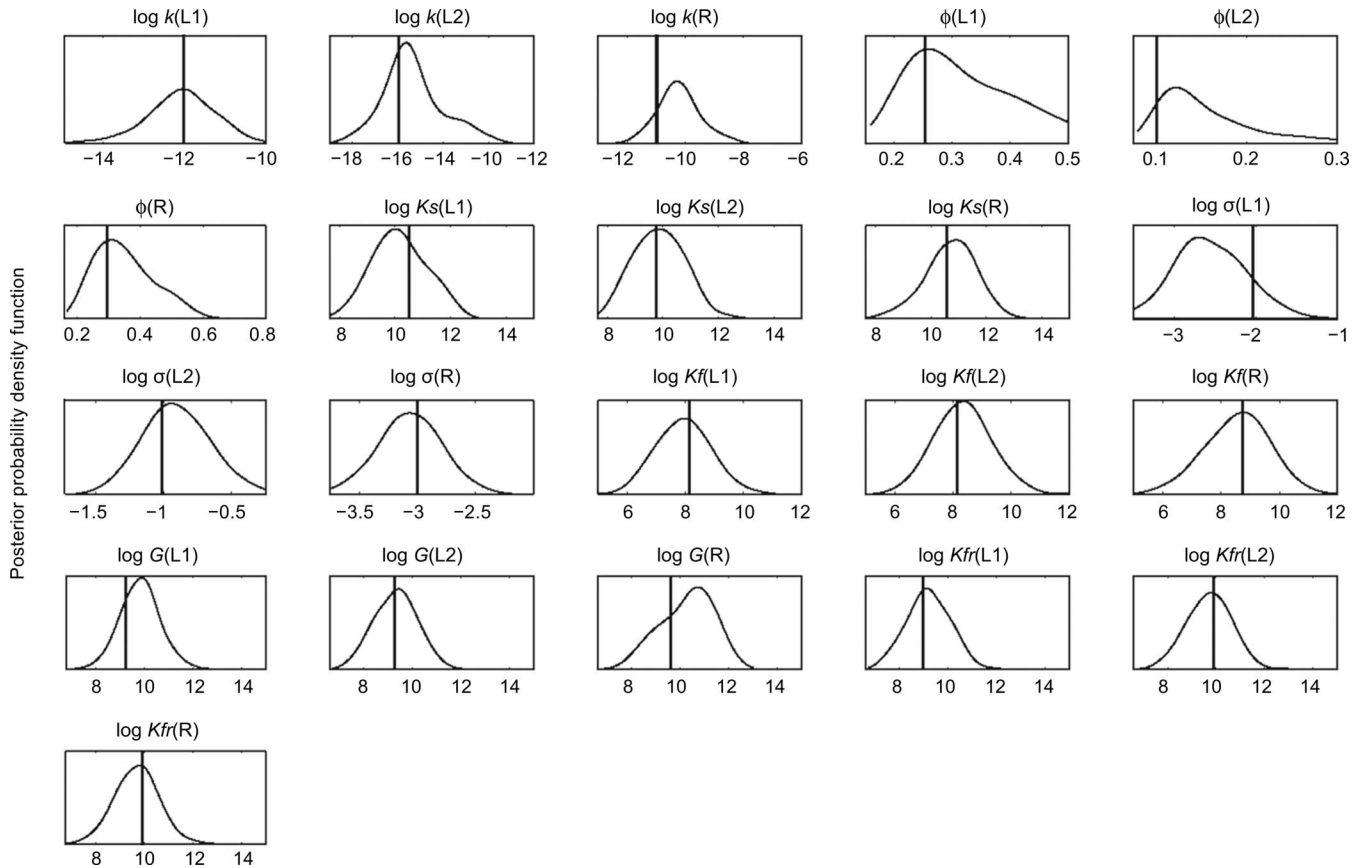 Posterior probability density function
log k(L1) log k(L2) log k(R) ϕ(L1) ϕ(L2)
−14 −12 −10 −18 −16 −14 −10 −12 −12 −10 −8 −6 0.2 0.3 0.4 0.5 0.1 0.2 0.3
ϕ(R) log Ks(L1) log Ks(L2) log Ks(R) log σ(L1)
0.2 0.4 0.6 0.8 8 10 12 14 8 10 12 14 8 10 12 14 −3 −2 −1
log σ(L2) log σ(R) log Kf(L1) log Kf(L2) log Kf(R)
−1.5 −1 −0.5 −3.5 −3 −2.5 6 8 10 12 6 8 10 12 6 8 10 12
log G(L1) log G(L2) log G(R) log Kfr(L1) log Kfr(L2)
8 10 12 14 8 10 12 14 8 10 12 14 8 10 12 14 8 10 12 14
log Kfr(R)
8 10 12 14